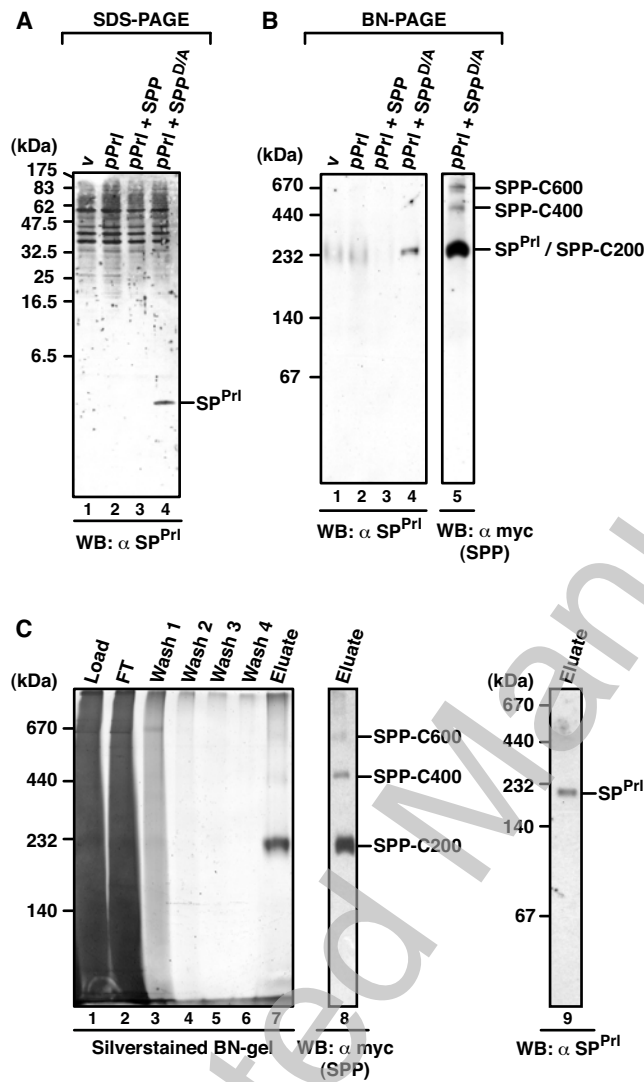 A
SDS-PAGE
v
pPrl
pPrl + SPP
pPrl + SPP^D/A
(kDa)
175
83
62
47.5
32.5
25
16.5
6.5
SP^Prl
1 2 3 4
WB: α SP^Prl
B
BN-PAGE
v
pPrl
pPrl + SPP
pPrl + SPP^D/A
pPrl + SPP^D/A
(kDa)
670
440
232
140
67
SPP-C600
SPP-C400
SP^Prl / SPP-C200
1 2 3 4 5
WB: α SP^Prl
WB: α myc
(SPP)
C
Load
FT
Wash 1
Wash 2
Wash 3
Wash 4
Eluate
(kDa)
670
440
232
140
1 2 3 4 5 6 7
Silverstained BN-gel
Eluate
SPP-C600
SPP-C400
SPP-C200
8
WB: α myc
(SPP)
Eluate
(kDa)
670
440
232
140
67
SP^Prl
9
WB: α SP^Prl
ted Manu